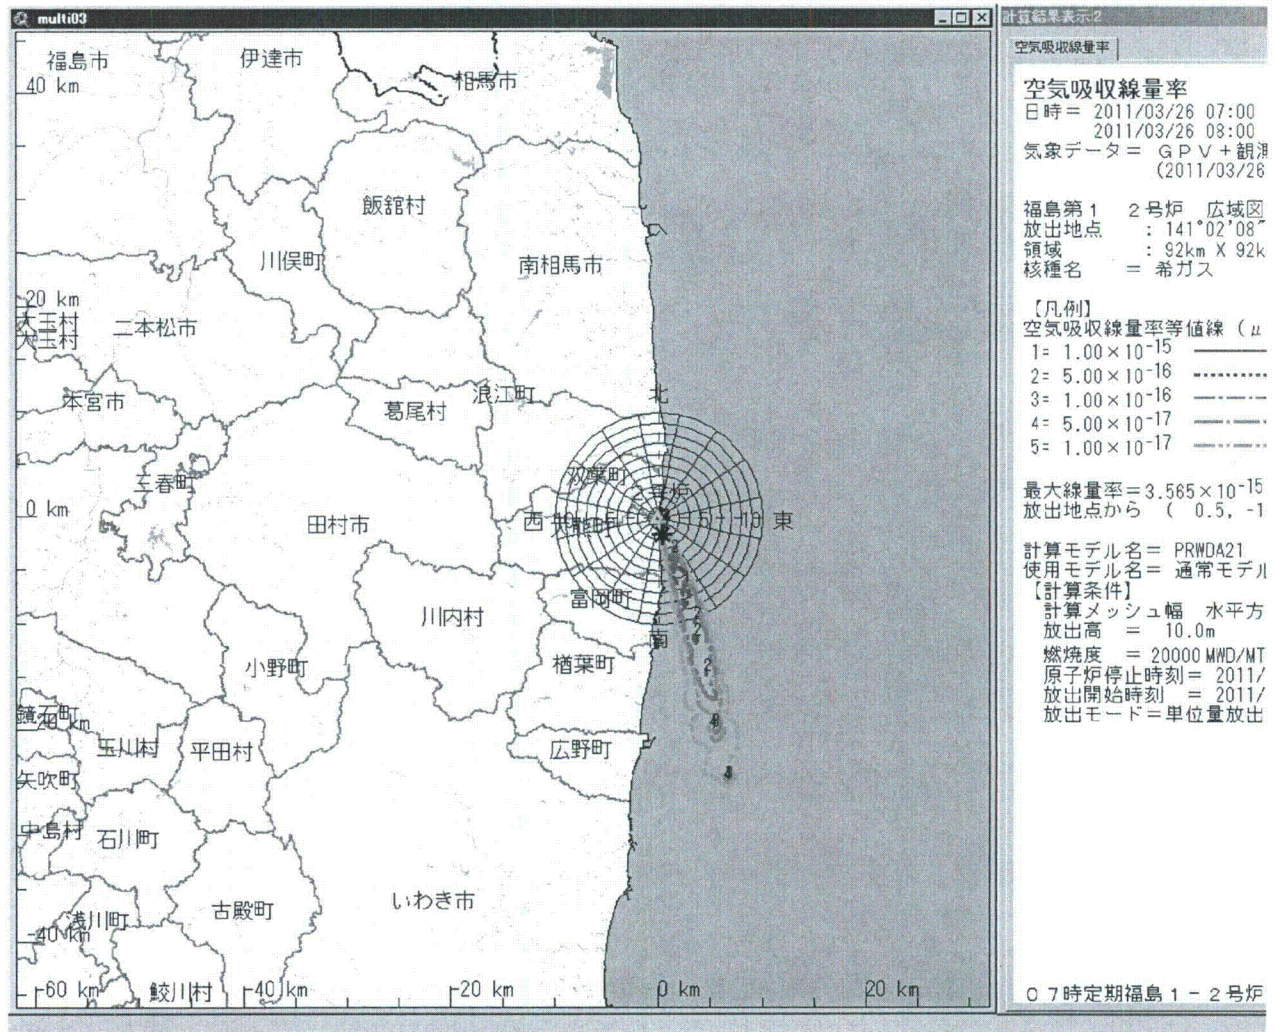 multi03
福島市
伊達市
相馬市
40 km
飯舘村
川俣町
南相馬市
20 km
大玉村
大玉村
二本松市
本宮市
浪江町
北
葛尾村
双葉町
三春町
0 km
田村市
西
東
富岡町
川内村
南
小野町
楢葉町
鏡石町
-20 km
玉川村
平田村
広野町
矢吹町
中島村
石川町
いわき市
浅川町
古殿町
-40 km
-60 km
鮫川村
-40 km
-20 km
0 km
20 km
計算結果表示2
空気吸収線量率
空気吸収線量率
日時= 2011/03/26 07:00
2011/03/26 08:00
気象データ= GPV+観測
(2011/03/26
福島第1 2号炉 広域図
放出地点 : 141°02'08"
領域 : 92km X 92k
核種名 = 希ガス
【凡例】
空気吸収線量率等値線(μ
1= 1.00×10-15
2= 5.00×10-16
3= 1.00×10-16
4= 5.00×10-17
5= 1.00×10-17
最大線量率=3.565×10-15
放出地点から ( 0.5, -1
計算モデル名= PRWDA21
使用モデル名= 通常モデル
【計算条件】
計算メッシュ幅 水平方
放出高 = 10.0m
燃焼度 = 20000MWD/MT
原子炉停止時刻= 2011/
放出開始時刻 = 2011/
放出モード=単位量放出
07時定期福島1-2号炉